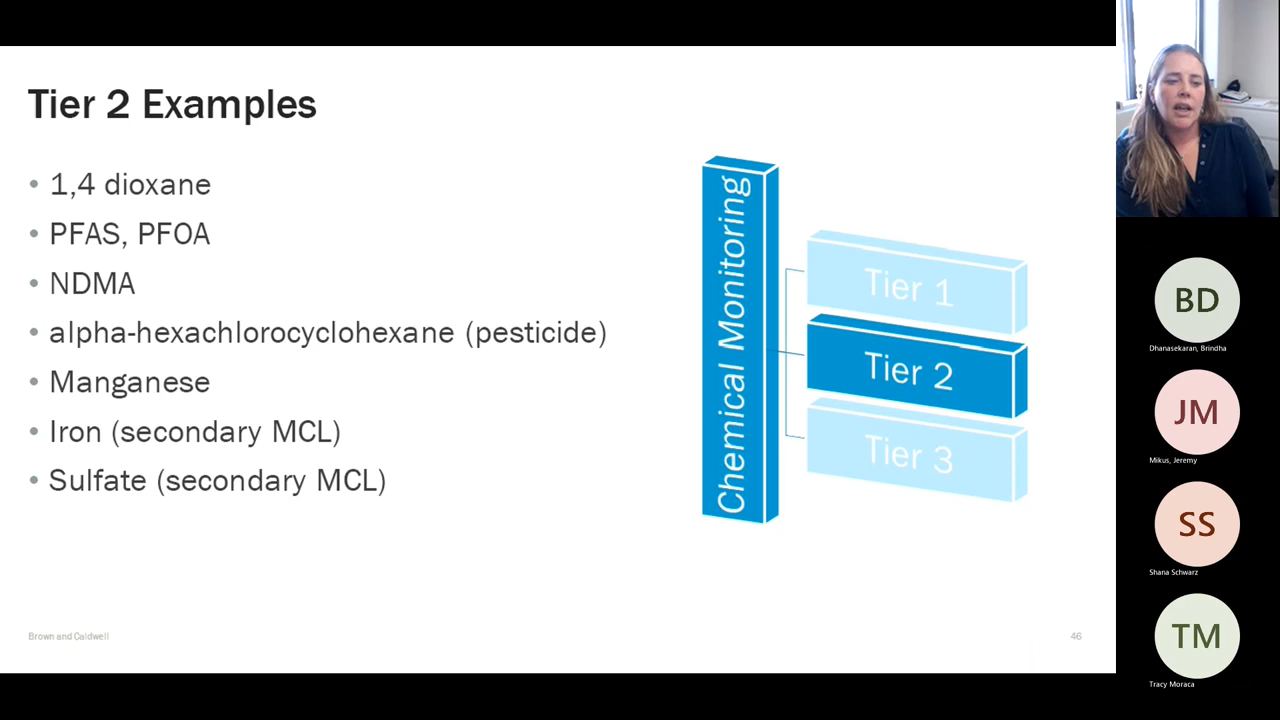 Tier 2 Examples
• 1,4 dioxane
• PFAS, PFOA
• NDMA
• alpha-hexachlorocyclohexane (pesticide)
• Manganese
• Iron (secondary MCL)
• Sulfate (secondary MCL)
Chemical Monitoring
Tier 1
Tier 2
Tier 3
Brown and Caldwell
46
BD
Dhanasekaran, Brindha
JM
Mikus, Jeremy
SS
Shana Schwarz
TM
Tracy Moraca